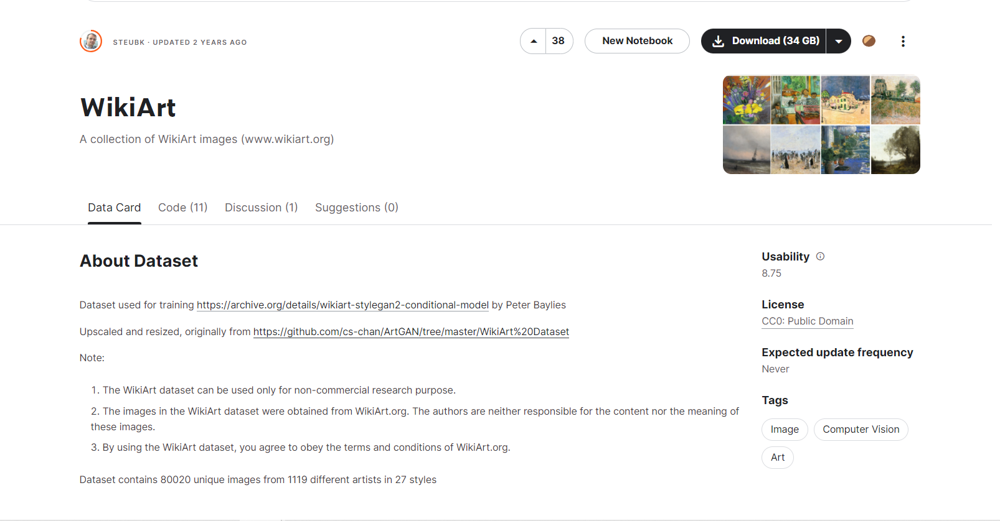 STEUBK · UPDATED 2 YEARS AGO
38
New Notebook
Download (34 GB)
WikiArt
A collection of WikiArt images (www.wikiart.org)
Data Card
Code (11)
Discussion (1)
Suggestions (0)
About Dataset
Dataset used for training https://archive.org/details/wikiart-stylegan2-conditional-model by Peter Baylies
Upscaled and resized, originally from https://github.com/cs-chan/ArtGAN/tree/master/WikiArt%20Dataset
Note:
1. The WikiArt dataset can be used only for non-commercial research purpose.
2. The images in the WikiArt dataset were obtained from WikiArt.org. The authors are neither responsible for the content nor the meaning of
these images.
3. By using the WikiArt dataset, you agree to obey the terms and conditions of WikiArt.org.
Dataset contains 80020 unique images from 1119 different artists in 27 styles
Usability
8.75
License
CC0: Public Domain
Expected update frequency
Never
Tags
Image
Computer Vision
Art